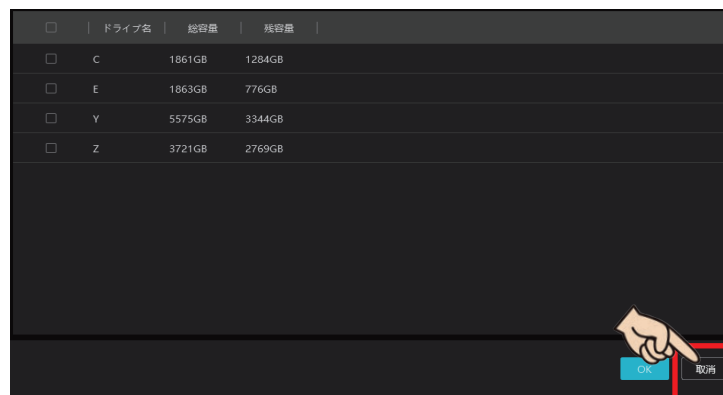 ドライブ名 総容量 残容量
C 1861GB 1284GB
E 1863GB 776GB
Y 5575GB 3344GB
Z 3721GB 2769GB
OK 取消